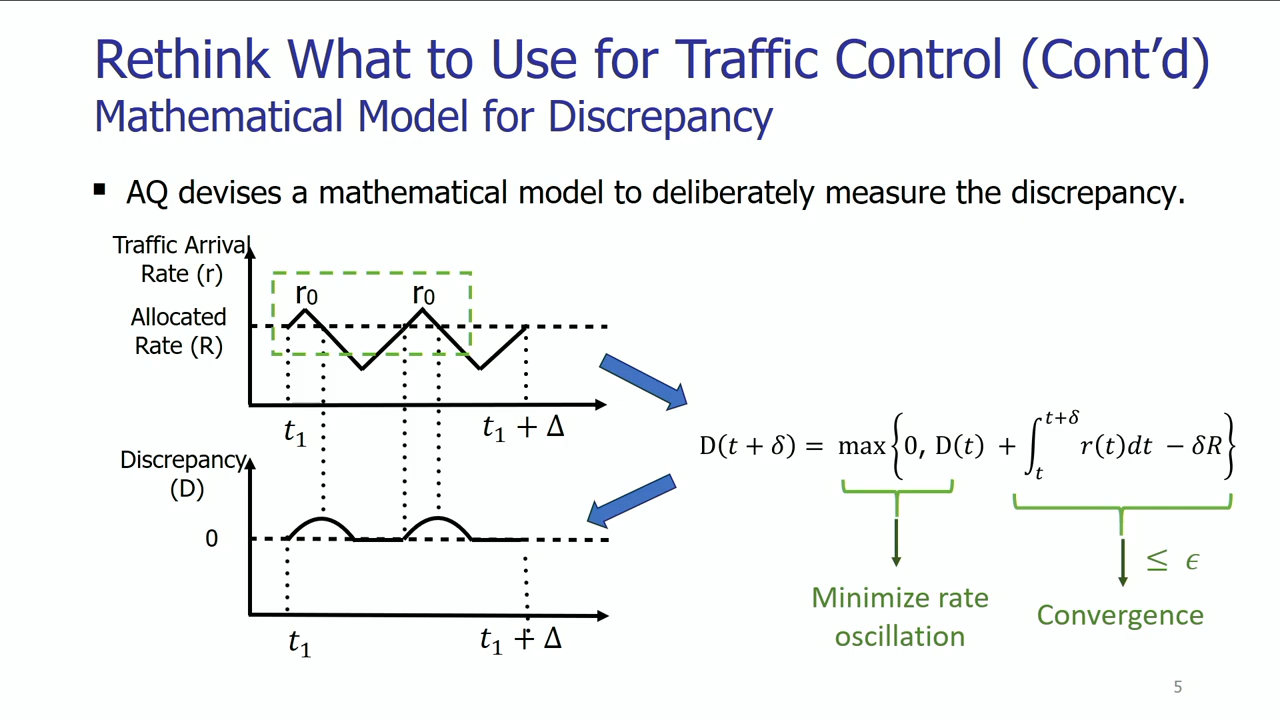 Rethink What to Use for Traffic Control (Cont’d)
Mathematical Model for Discrepancy
▪ AQ devises a mathematical model to deliberately measure the discrepancy.
Traffic Arrival
Rate (r)
r₀ r₀
Allocated
Rate (R)
t₁ t₁ + Δ
D(t + δ) = max{0, D(t) + ∫ₜᵗ⁺ᵟ r(t)dt − δR}
Discrepancy
(D)
0
≤ ϵ
Minimize rate
oscillation
Convergence
t₁ t₁ + Δ
5